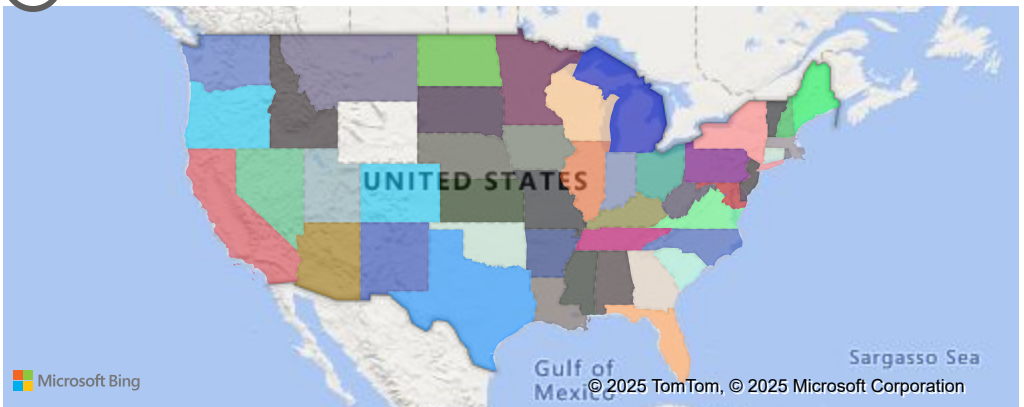 UNITED STATES
Gulf of
Mexico
Sargasso Sea
Microsoft Bing
© 2025 TomTom, © 2025 Microsoft Corporation